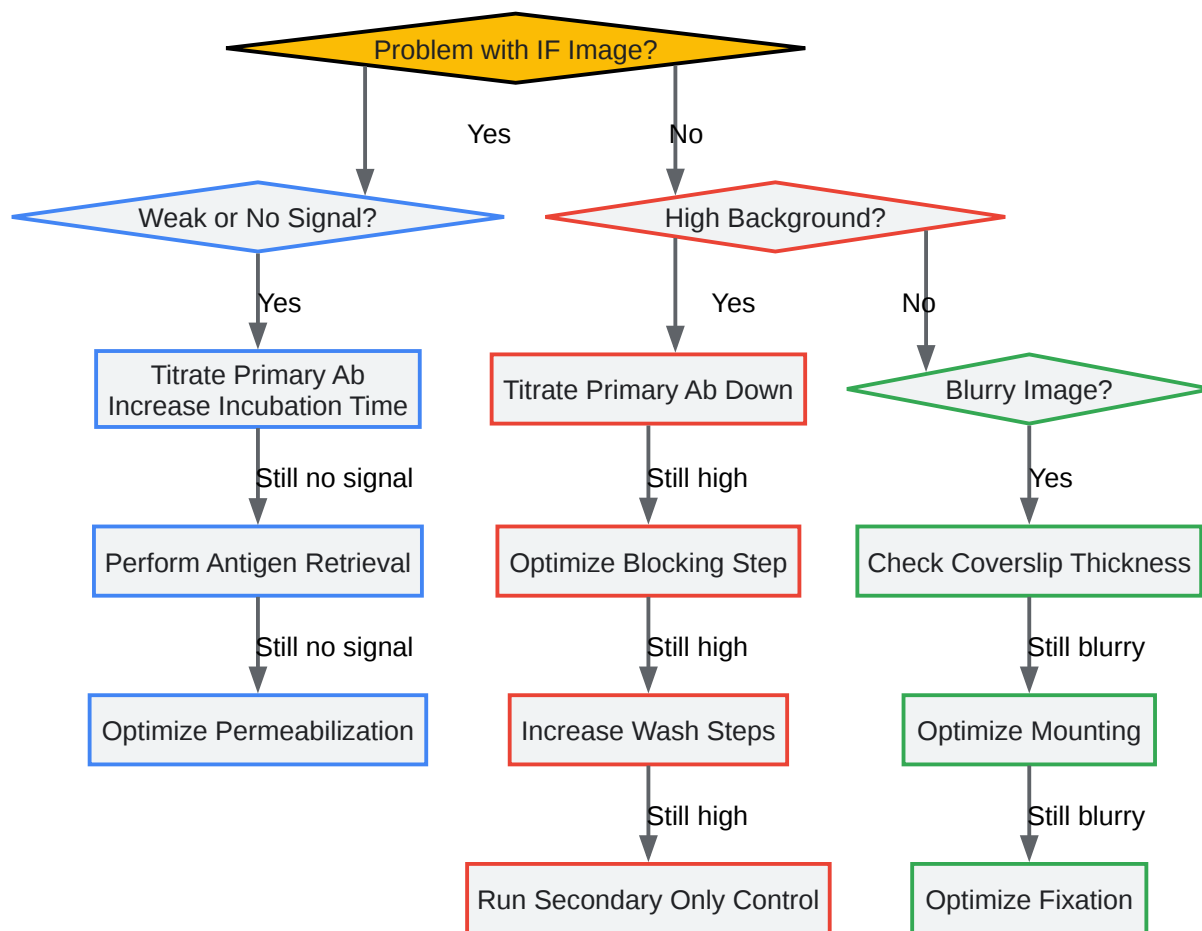 Problem with IF Image?
Yes
No
Weak or No Signal?
High Background?
Yes
Yes
No
Titrate Primary Ab
Increase Incubation Time
Titrate Primary Ab Down
Blurry Image?
Still no signal
Still high
Yes
Perform Antigen Retrieval
Optimize Blocking Step
Check Coverslip Thickness
Still no signal
Still high
Still blurry
Optimize Permeabilization
Increase Wash Steps
Optimize Mounting
Still high
Still blurry
Run Secondary Only Control
Optimize Fixation